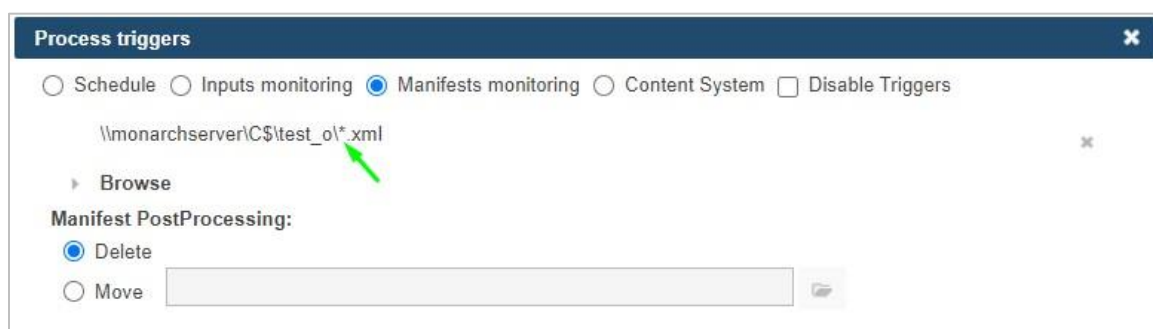 Process triggers
Schedule Inputs monitoring Manifests monitoring Content System Disable Triggers
\\monarchserver\C$\test_o\*.xml
Browse
Manifest PostProcessing:
Delete
Move